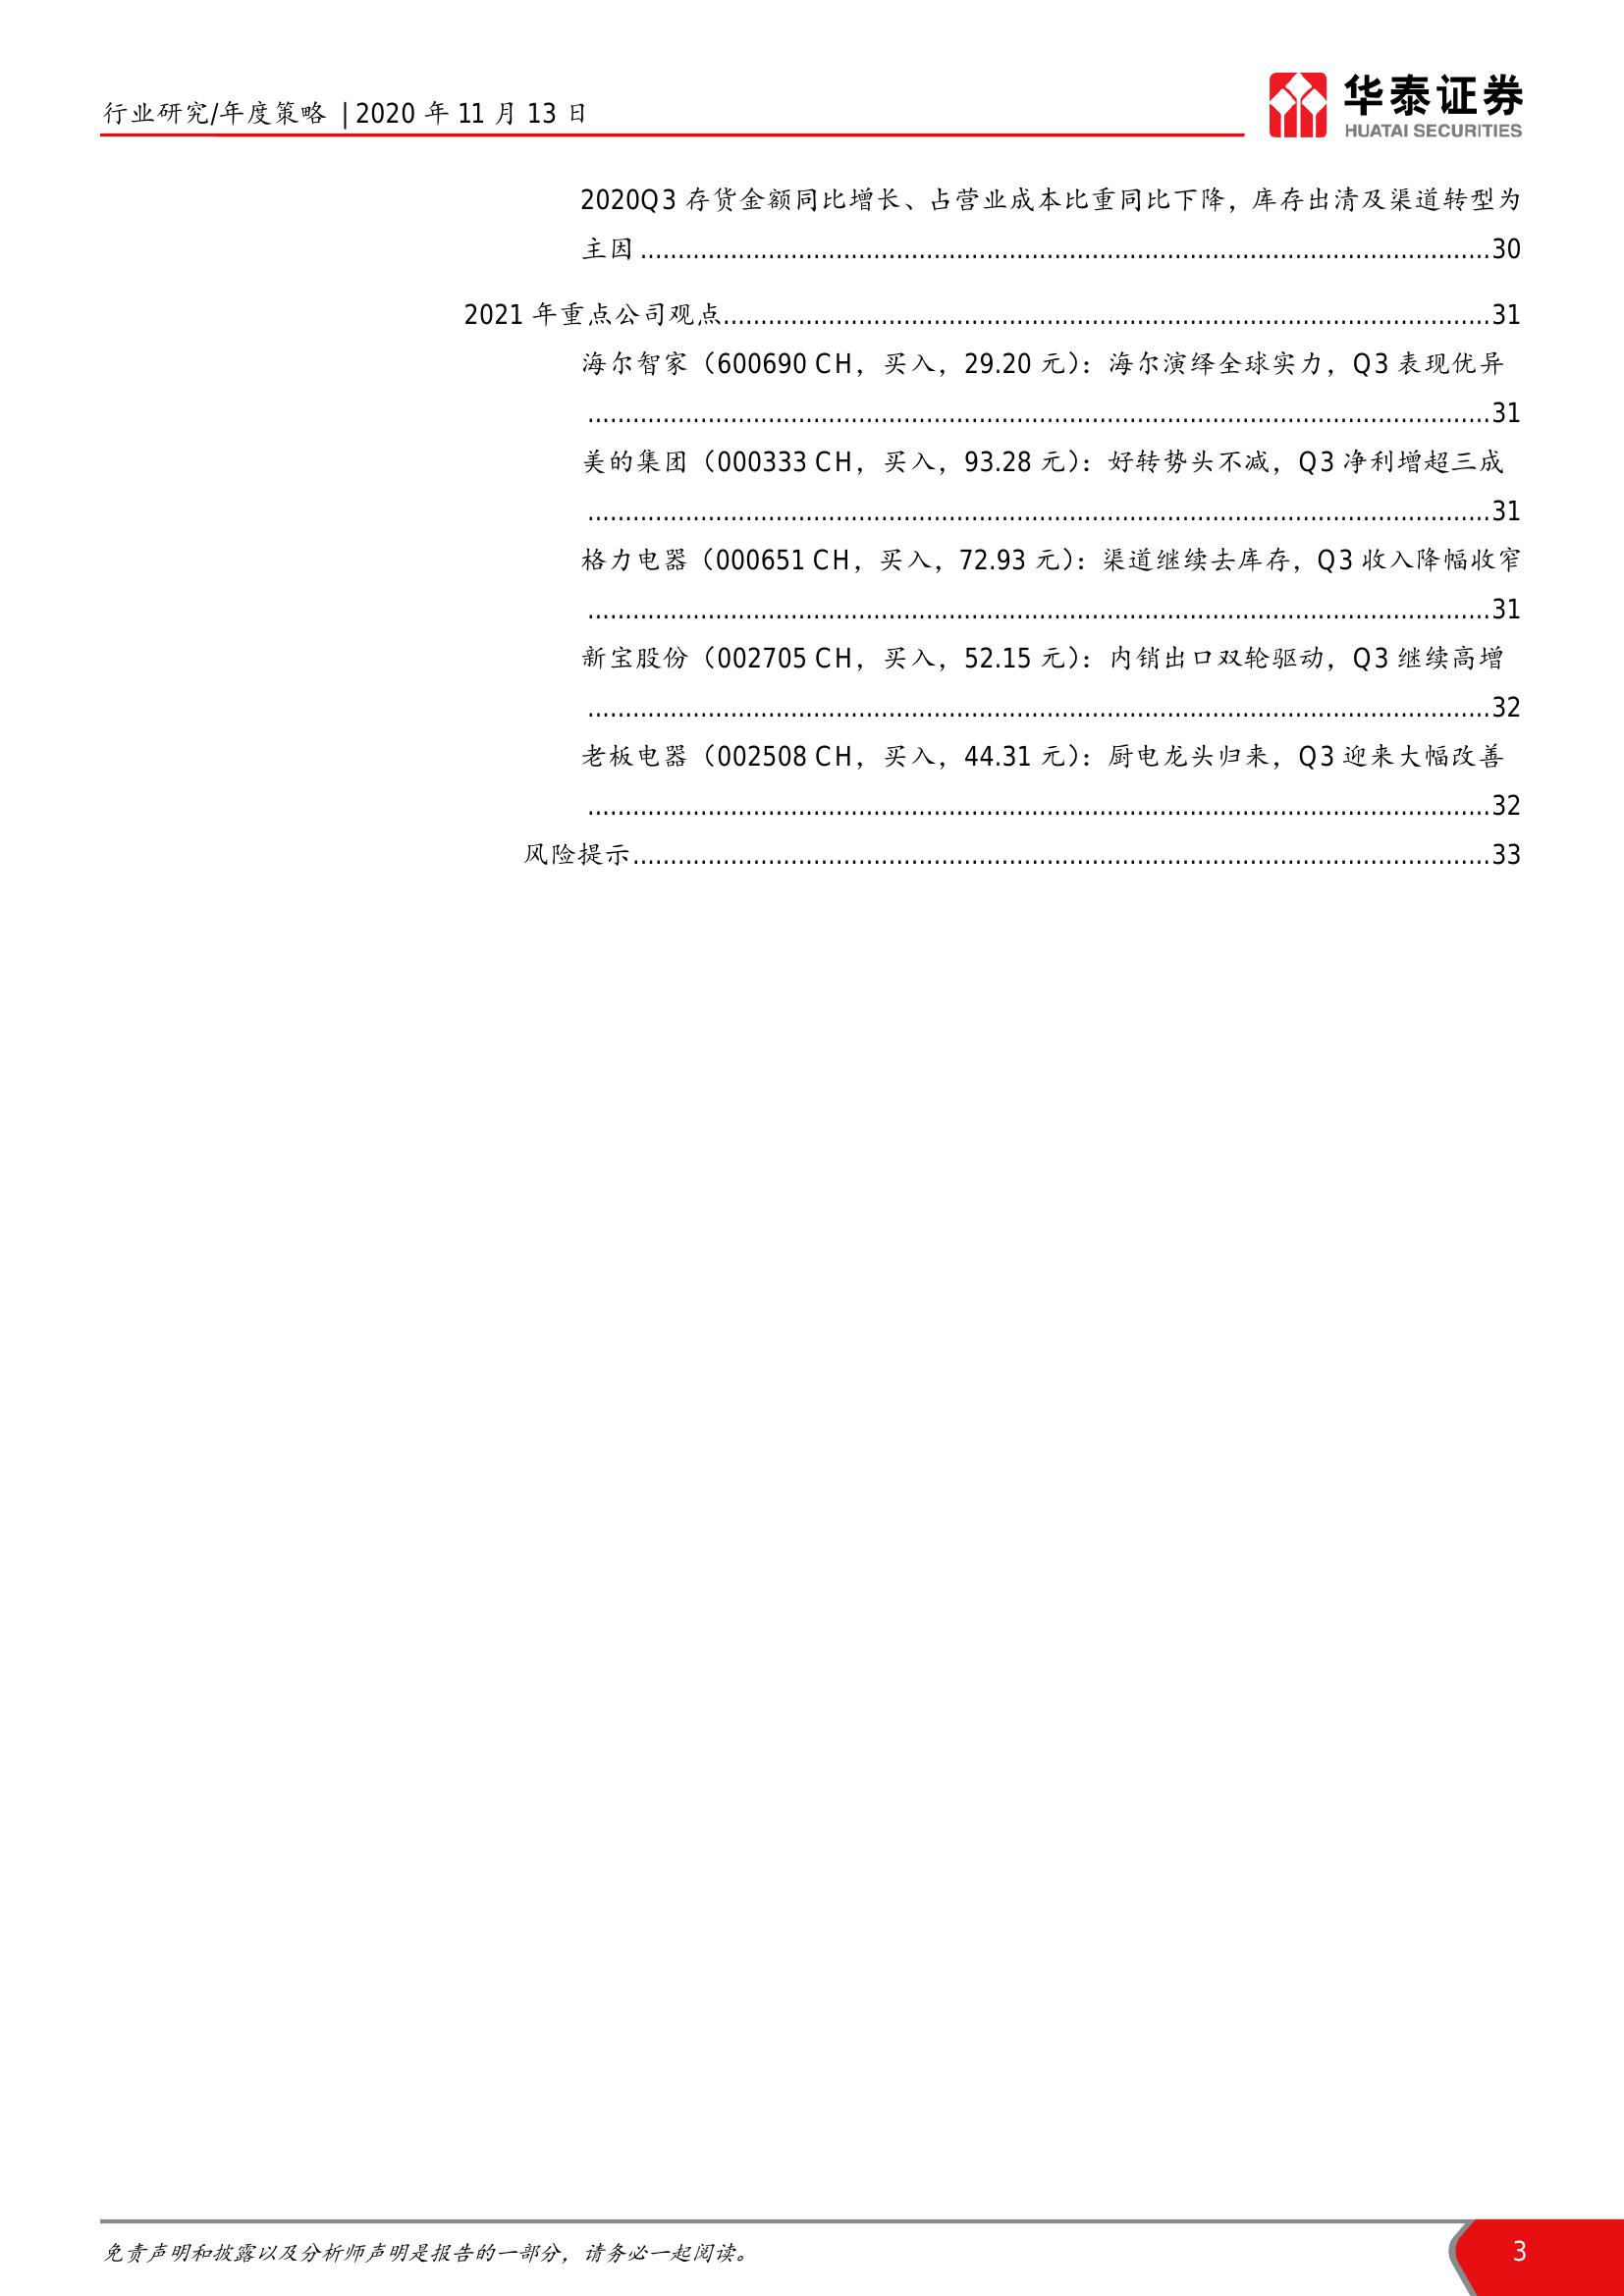 行业研究/年度策略 | 2020 年 11 月 13 日
华泰证券
HUATAI SECURITIES
2020Q3 存货金额同比增长、占营业成本比重同比下降，库存出清及渠道转型为
主因 ........................................................................................................................30
2021 年重点公司观点........................................................................................................31
海尔智家（600690 CH，买入，29.20 元）：海尔演绎全球实力，Q3 表现优异
........................................................................................................................31
美的集团（000333 CH，买入，93.28 元）：好转势头不减，Q3 净利增超三成
........................................................................................................................31
格力电器（000651 CH，买入，72.93 元）：渠道继续去库存，Q3 收入降幅收窄
........................................................................................................................31
新宝股份（002705 CH，买入，52.15 元）：内销出口双轮驱动，Q3 继续高增
........................................................................................................................32
老板电器（002508 CH，买入，44.31 元）：厨电龙头归来，Q3 迎来大幅改善
........................................................................................................................32
风险提示........................................................................................................................33
免责声明和披露以及分析师声明是报告的一部分，请务必一起阅读。
3